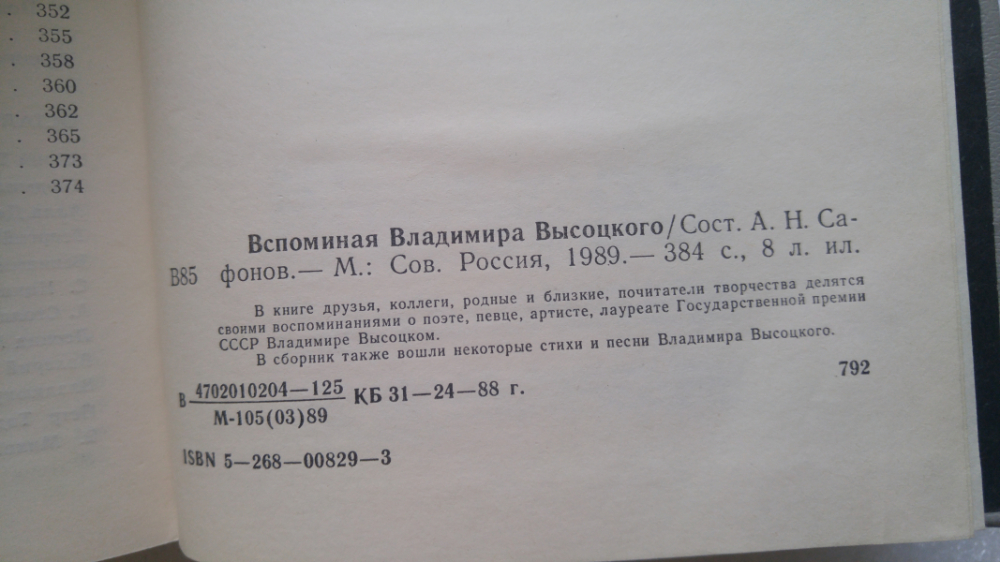 . 352
. 355
. 358
. 360
. 362
. 365
. 373
. 374
Вспоминая Владимира Высоцкого/Сост. А. Н. Са-
В85 фонов.— М.: Сов. Россия, 1989.— 384 с., 8 л. ил.
В книге друзья, коллеги, родные и близкие, почитатели творчества делятся
своими воспоминаниями о поэте, певце, артисте, лауреате Государственной премии
СССР Владимире Высоцком.
В сборник также вошли некоторые стихи и песни Владимира Высоцкого.
792
В 4702010204—125 КБ 31—24—88 г.
М-105(03)89
ISBN 5—268—00829—3